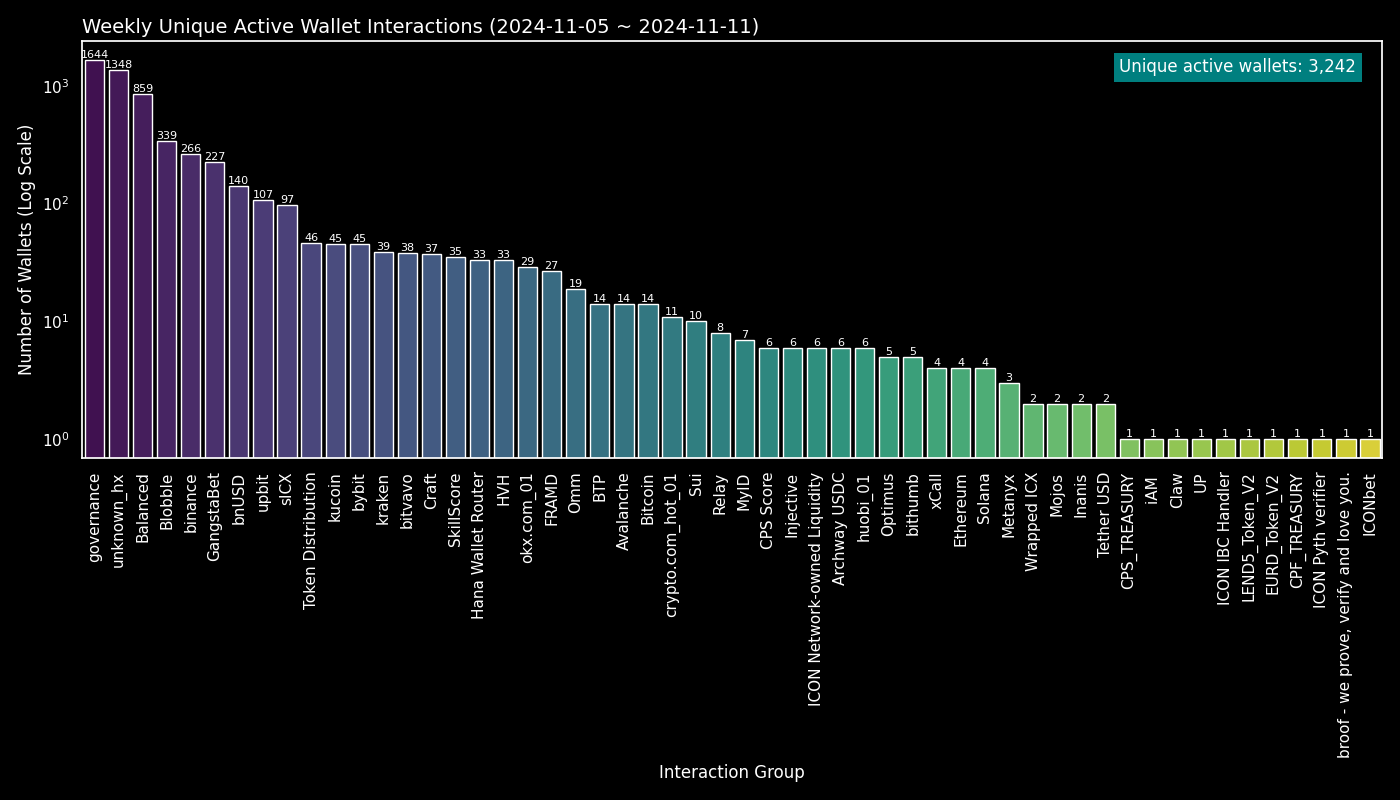 Weekly Unique Active Wallet Interactions (2024-11-05 ~ 2024-11-11)
Unique active wallets: 3,242
Number of Wallets (Log Scale)
10³
10²
10¹
10⁰
1644
1348
859
339
266
227
140
107
97
46
45
45
39
38
37
35
33
33
29
27
19
14
14
14
11
10
8
7
6
6
6
6
6
5
5
4
4
4
3
2
2
2
2
1
1
1
1
1
1
1
1
1
1
1
governance
unknown_hx
Balanced
Blobble
binance
GangstaBet
bnUSD
upbit
sICX
Token Distribution
kucoin
bybit
kraken
bitvavo
Craft
SkillScore
Hana Wallet Router
HVH
okx.com_01
FRAMD
Omm
BTP
Avalanche
Bitcoin
crypto.com_hot_01
Sui
Relay
MyID
CPS Score
Injective
ICON Network-owned Liquidity
Archway USDC
huobi_01
Optimus
bithumb
xCall
Ethereum
Solana
Metanyx
Wrapped ICX
Mojos
Inanis
Tether USD
CPS_TREASURY
iAM
Claw
UP
ICON IBC Handler
LEND5_Token_V2
EURD_Token_V2
CPF_TREASURY
ICON Pyth verifier
broof - we prove, verify and love you.
ICONbet
Interaction Group